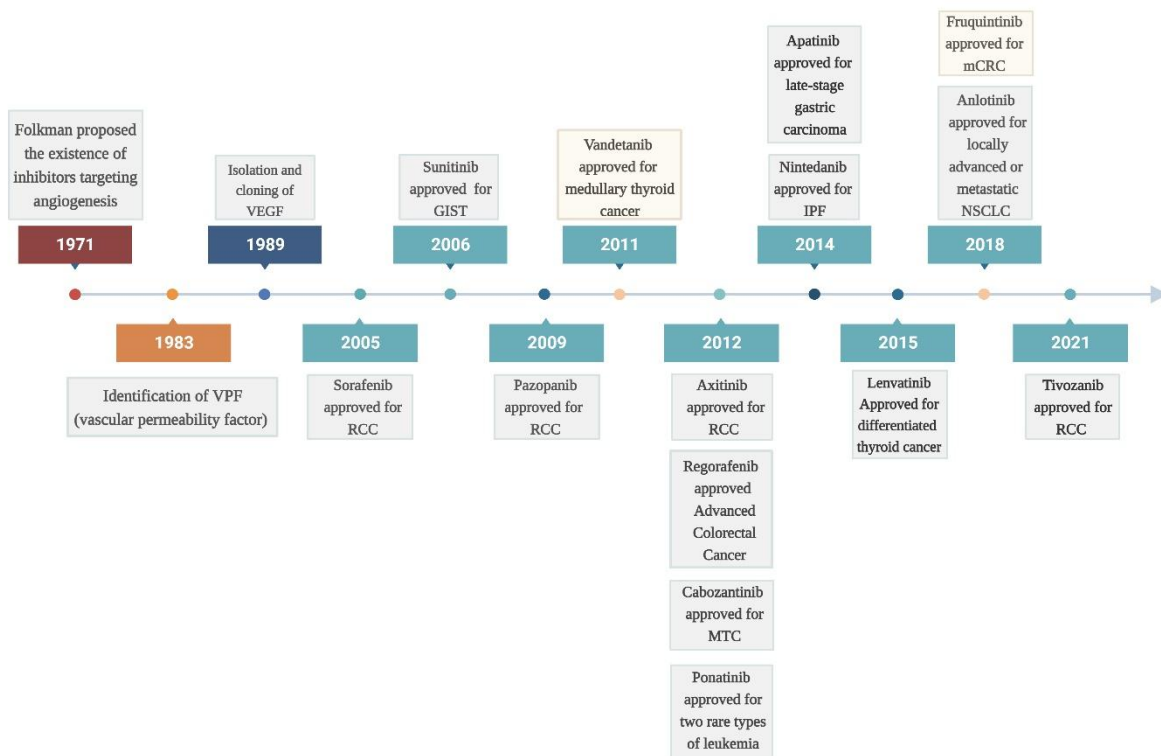 Folkman proposed
the existence of
inhibitors targeting
angiogenesis
1971
Identification of VPF
(vascular permeability factor)
1983
Isolation and
cloning of
VEGF
1989
2005
Sorafenib
approved for
RCC
Sunitinib
approved for
GIST
2006
2009
Pazopanib
approved for
RCC
Vandetanib
approved for
medullary thyroid
cancer
2011
2012
Axitinib
approved for
RCC
Regorafenib
approved
Advanced
Colorectal
Cancer
Cabozantinib
approved for
MTC
Ponatinib
approved for
two rare types
of leukemia
Apatinib
approved for
late-stage
gastric
carcinoma
Nintedanib
approved for
IPF
2014
2015
Lenvatinib
Approved for
differentiated
thyroid cancer
Fruquintinib
approved for
mCRC
Anlotinib
approved for
locally
advanced or
metastatic
NSCLC
2018
2021
Tivozanib
approved for
RCC